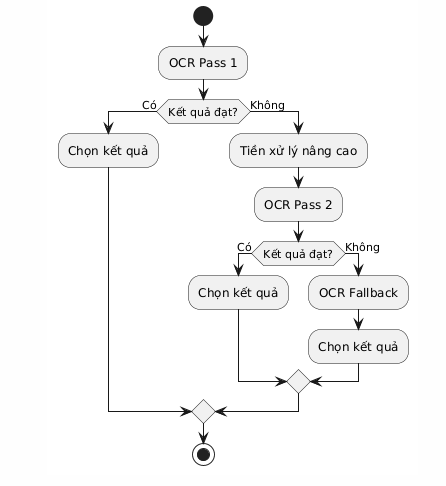 OCR Pass 1
Có
Kết quả đạt?
Không
Chọn kết quả
Tiền xử lý nâng cao
OCR Pass 2
Có
Kết quả đạt?
Không
Chọn kết quả
OCR Fallback
Chọn kết quả